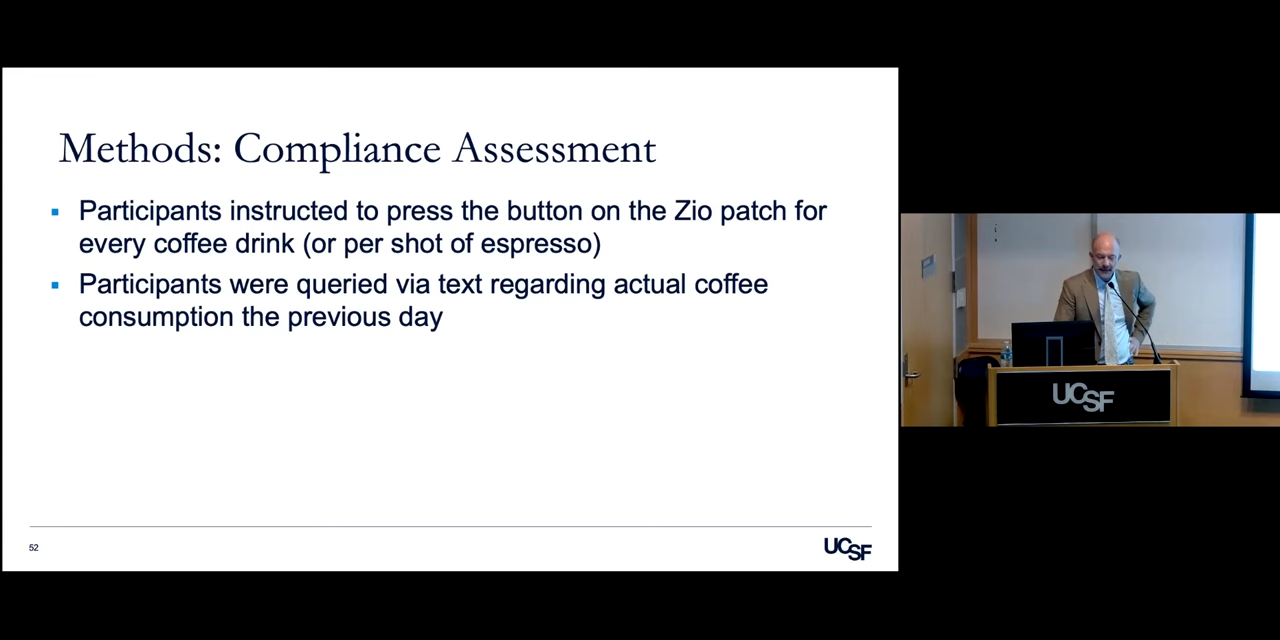 Methods: Compliance Assessment
Participants instructed to press the button on the Zio patch for
every coffee drink (or per shot of espresso)
Participants were queried via text regarding actual coffee
consumption the previous day
52
UCSF
UCSF